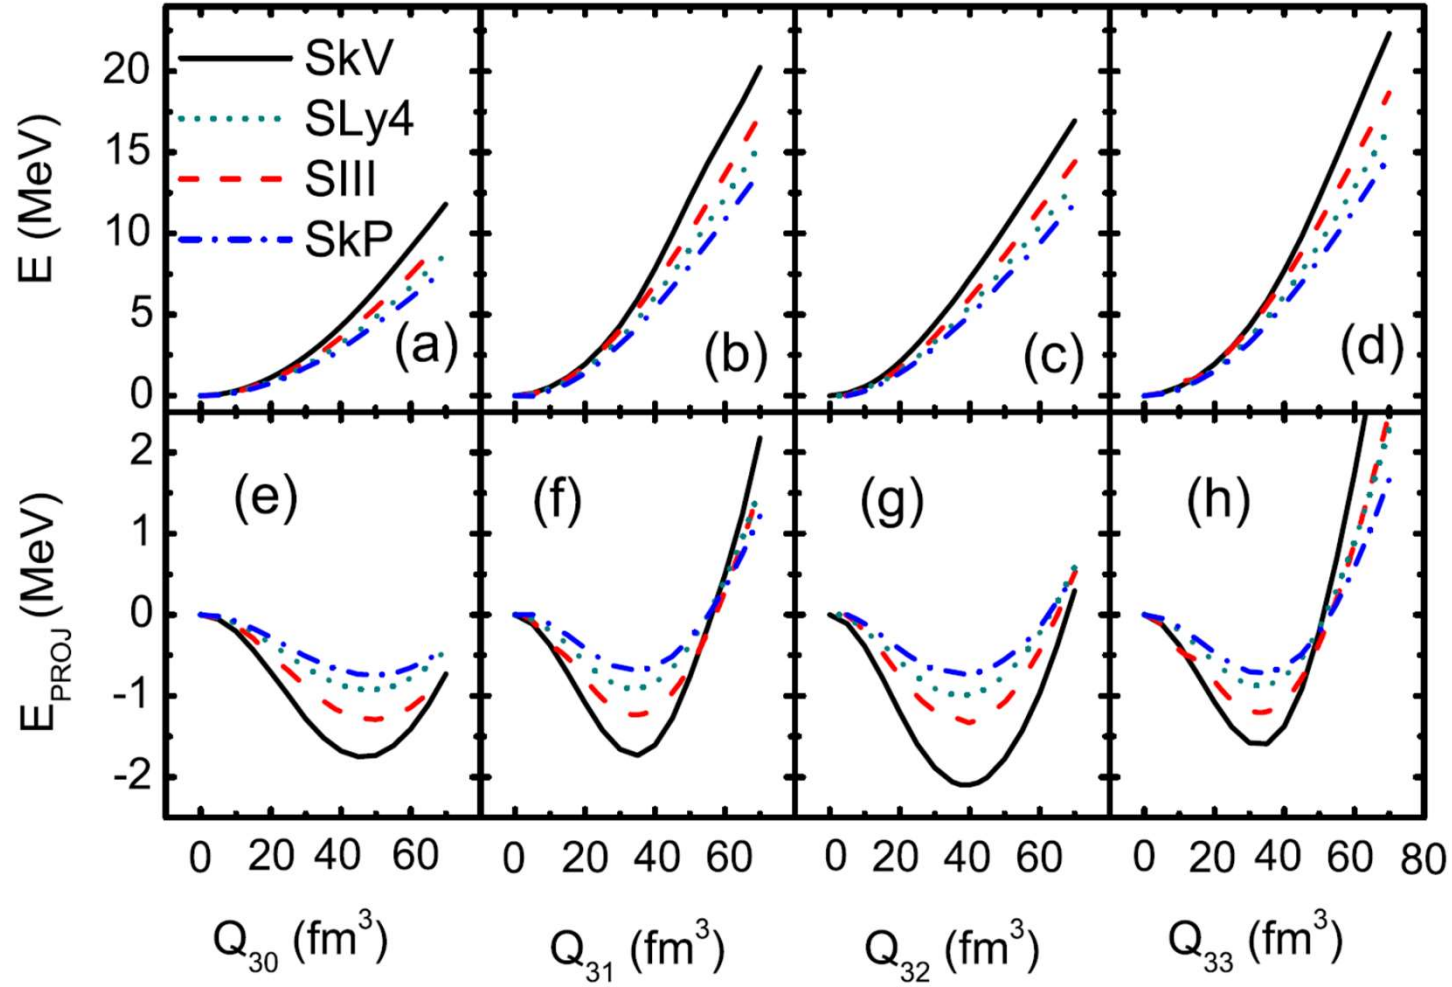 E (MeV)
20
15
10
5
0
SkV
SLy4
SIII
SkP
(a)
(b)
(c)
(d)
E_PROJ (MeV)
2
1
0
-1
-2
(e)
(f)
(g)
(h)
0 20 40 60 0 20 40 60 0 20 40 60 0 20 40 60 80
Q₃₀ (fm³) Q₃₁ (fm³) Q₃₂ (fm³) Q₃₃ (fm³)